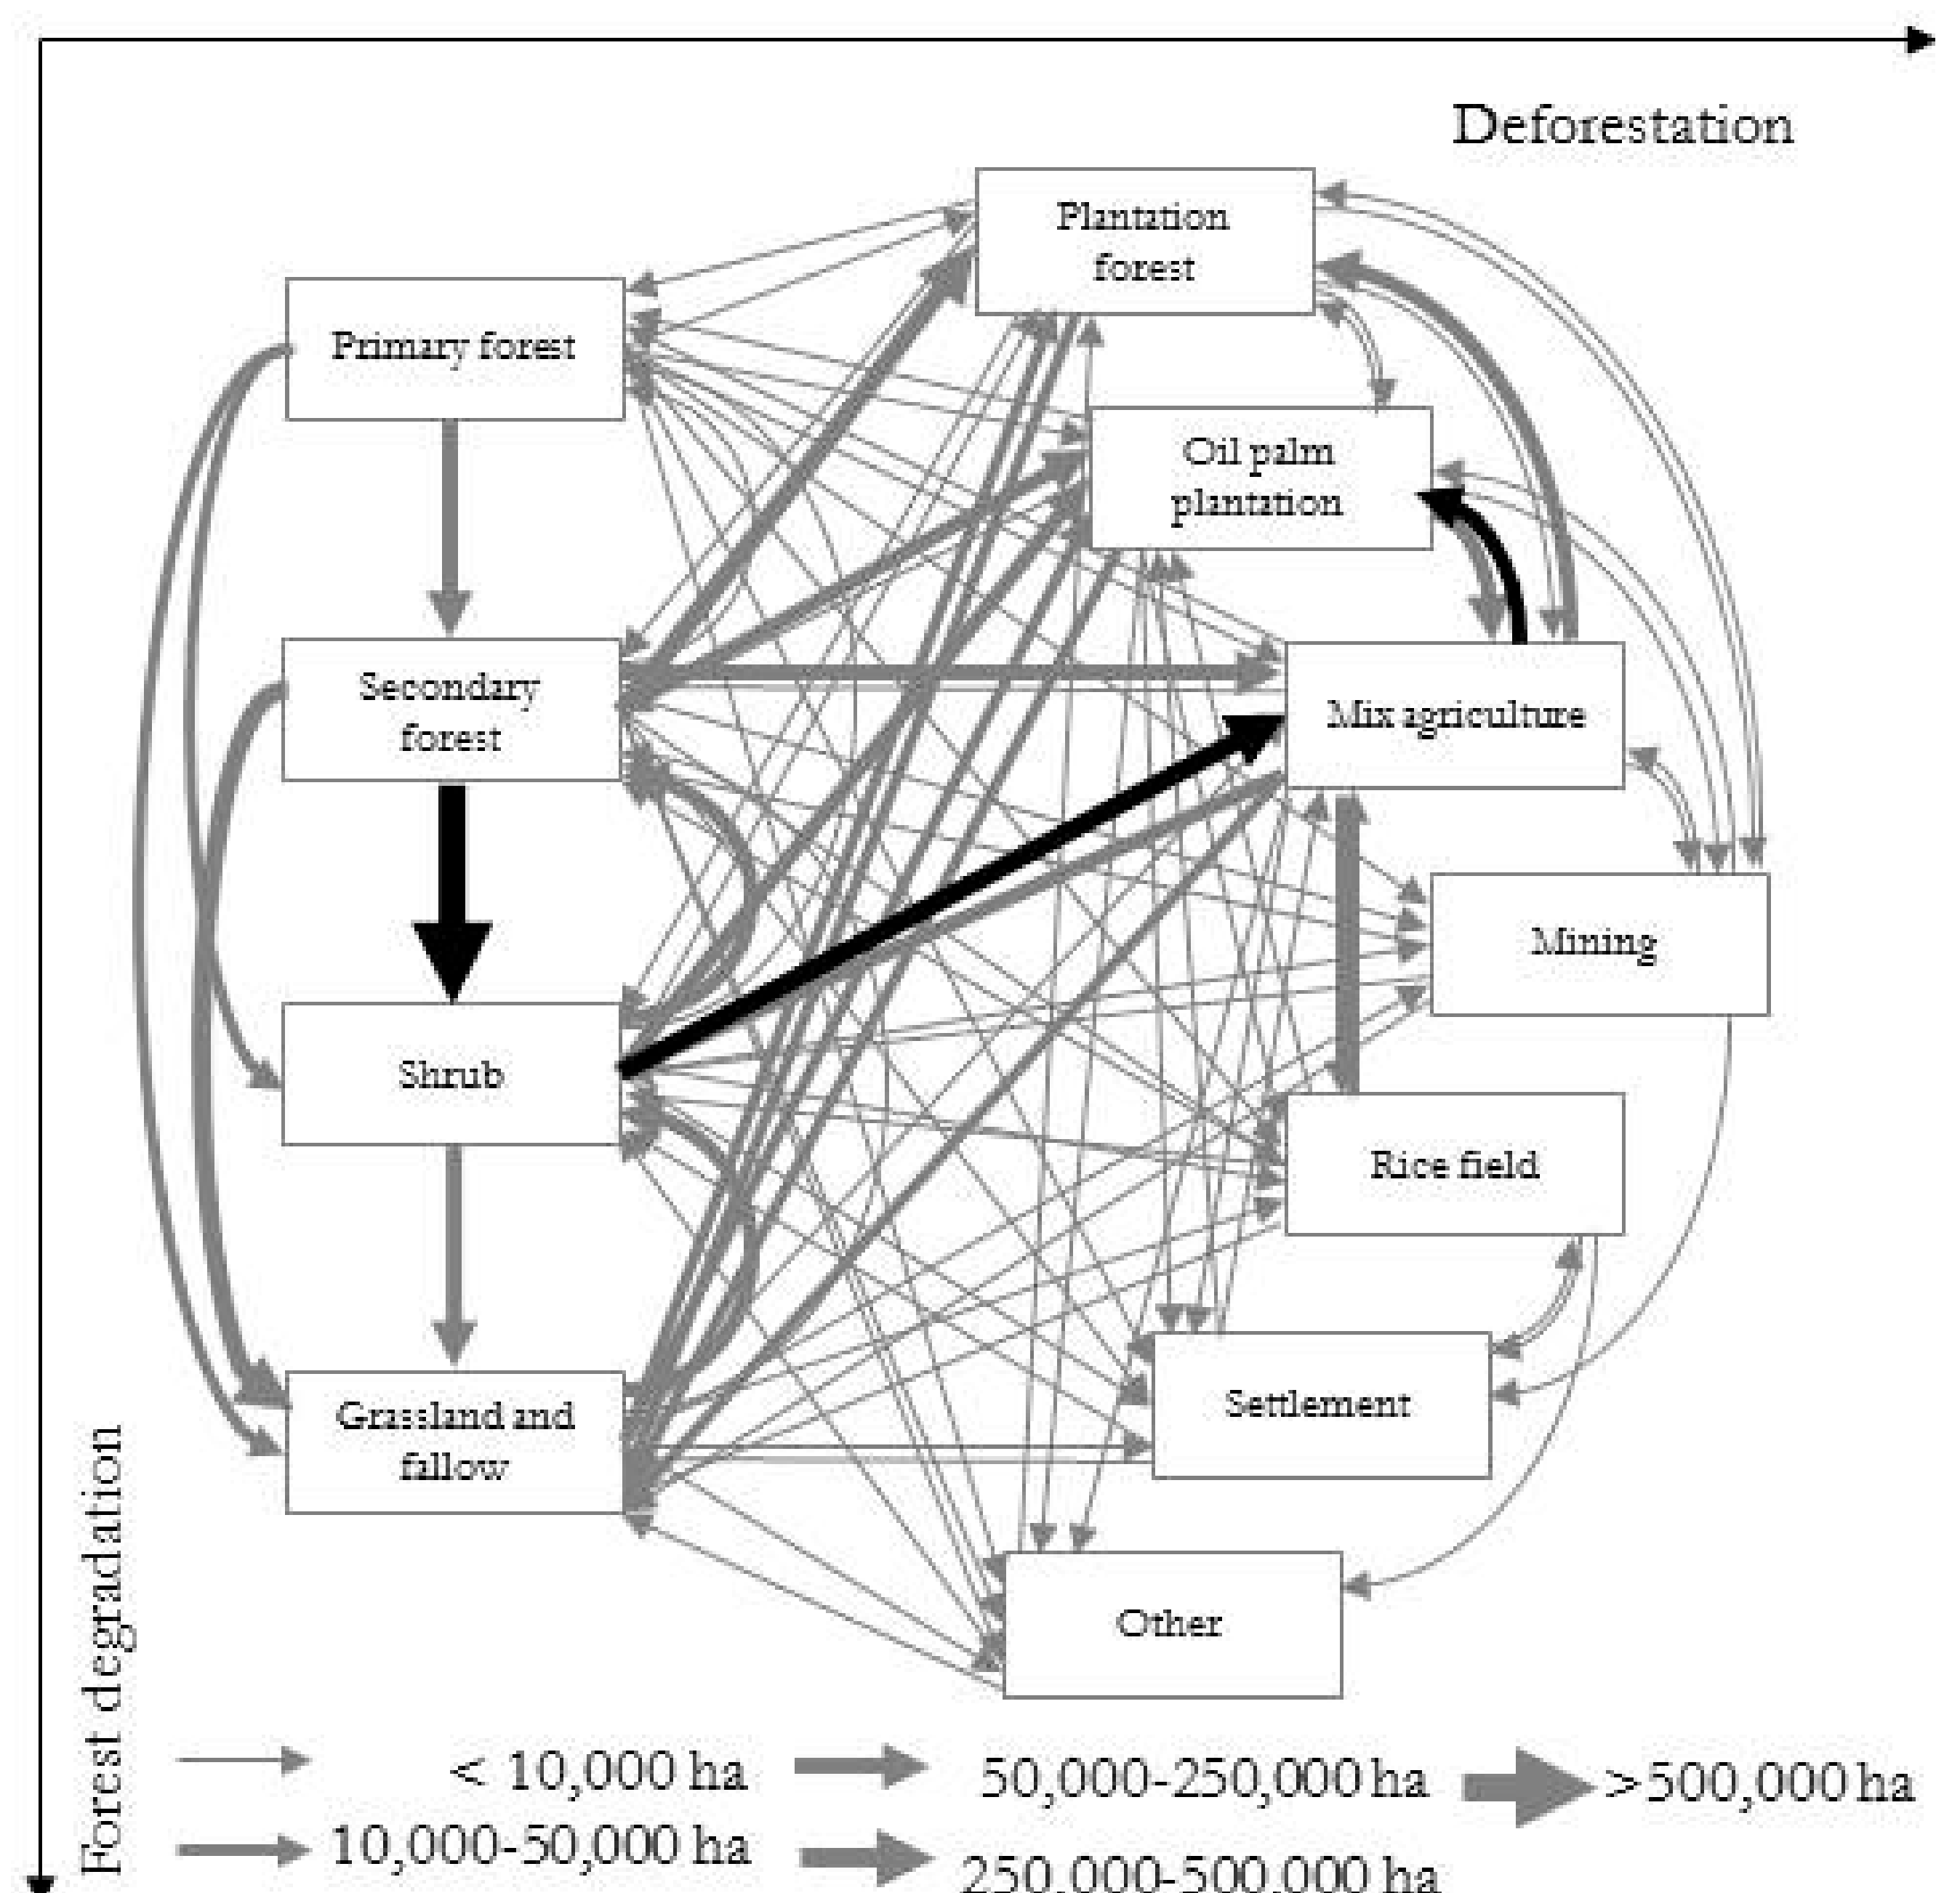 Deforestation
Plantation
forest
Primary forest
Oil palm
plantation
Secondary
forest
Mix agriculture
Mining
Shrub
Rice field
Grassland and
fallow
Settlement
Other
Forest degradation
< 10,000 ha
50,000-250,000 ha
>500,000 ha
10,000-50,000 ha
250,000-500,000 ha